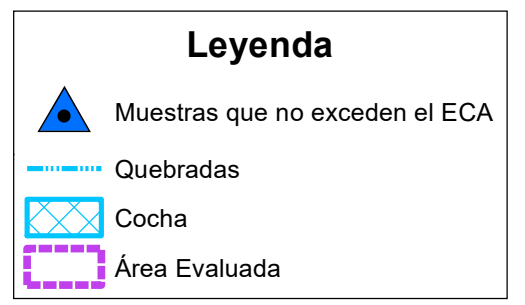 Leyenda
Muestras que no exceden el ECA
Quebradas
Cocha
Área Evaluada